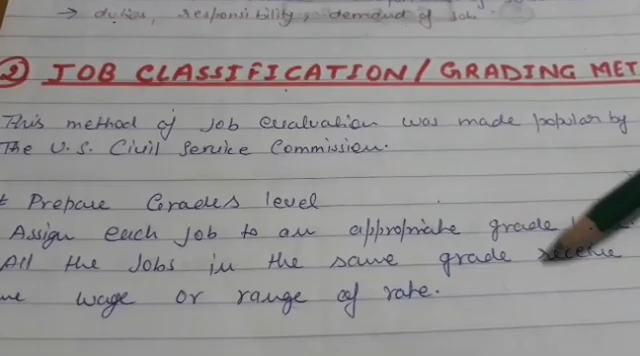 → duties, responsibility, demand of job
② JOB CLASSIFICATION/GRADING MET
This method of Job evaluation was made popular by
The U.S. Civil Service Commission.
Prepare Grades level
Assign each Job to an appropriate grade
All the Jobs in the same grade receive
wage or range of rate.